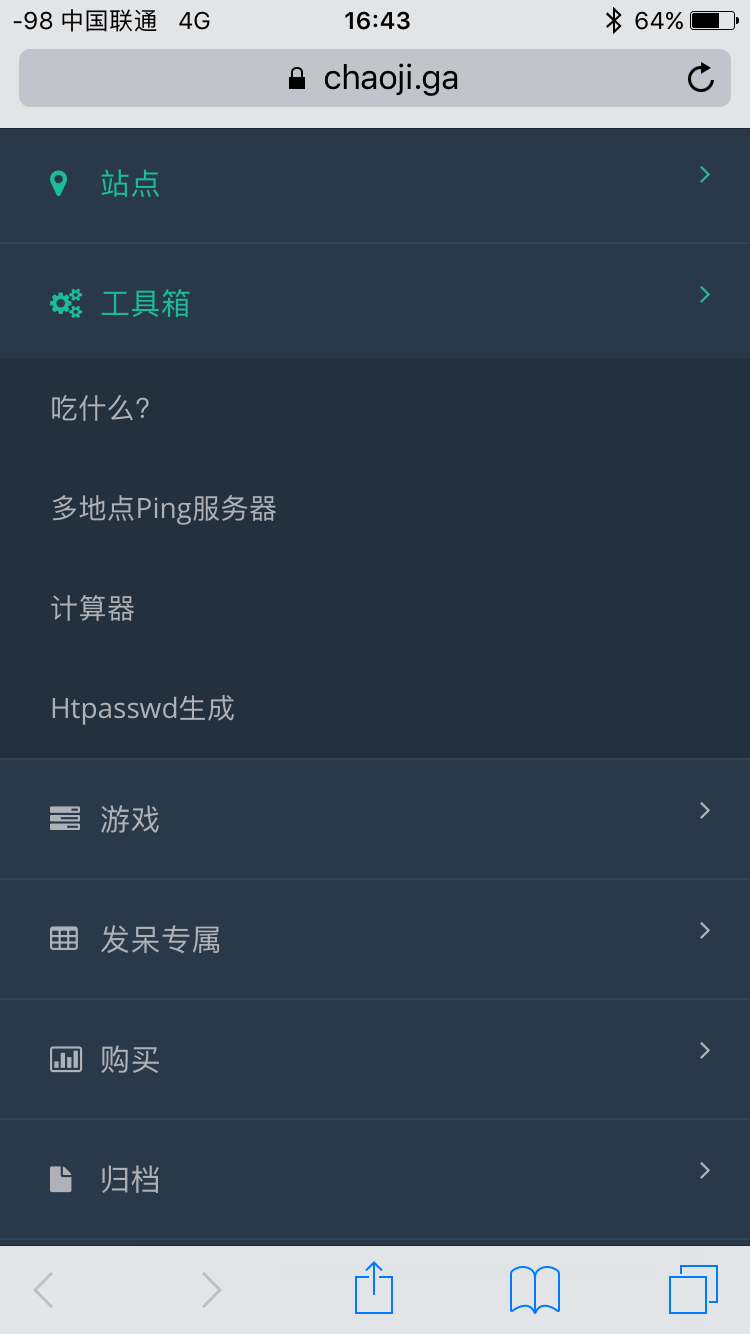 -98 中国联通 4G 16:43 64%
chaoji.ga
站点
工具箱
吃什么?
多地点Ping服务器
计算器
Htpasswd生成
游戏
发呆专属
购买
归档